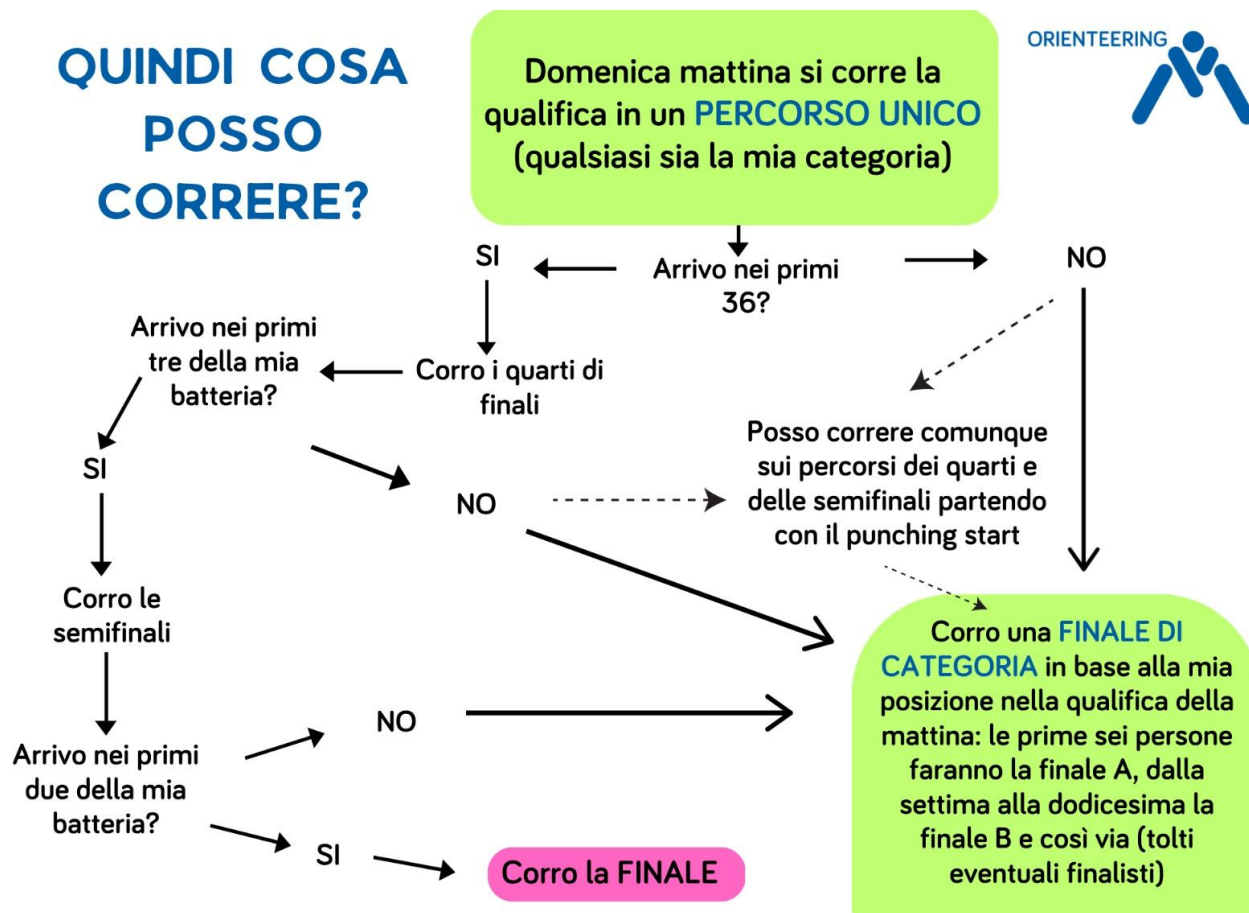 QUINDI COSA
POSSO
CORRERE?
Domenica mattina si corre la
qualifica in un PERCORSO UNICO
(qualsiasi sia la mia categoria)
ORIENTEERING
SI
Arrivo nei primi
36?
NO
Arrivo nei primi
tre della mia
batteria?
Corro i quarti di
finali
Posso correre comunque
sui percorsi dei quarti e
delle semifinali partendo
con il punching start
SI
NO
Corro le
semifinali
Corro una FINALE DI
CATEGORIA in base alla mia
posizione nella qualifica della
mattina: le prime sei persone
faranno la finale A, dalla
settima alla dodicesima la
finale B e così via (tolti
eventuali finalisti)
NO
Arrivo nei primi
due della mia
batteria?
SI
Corro la FINALE